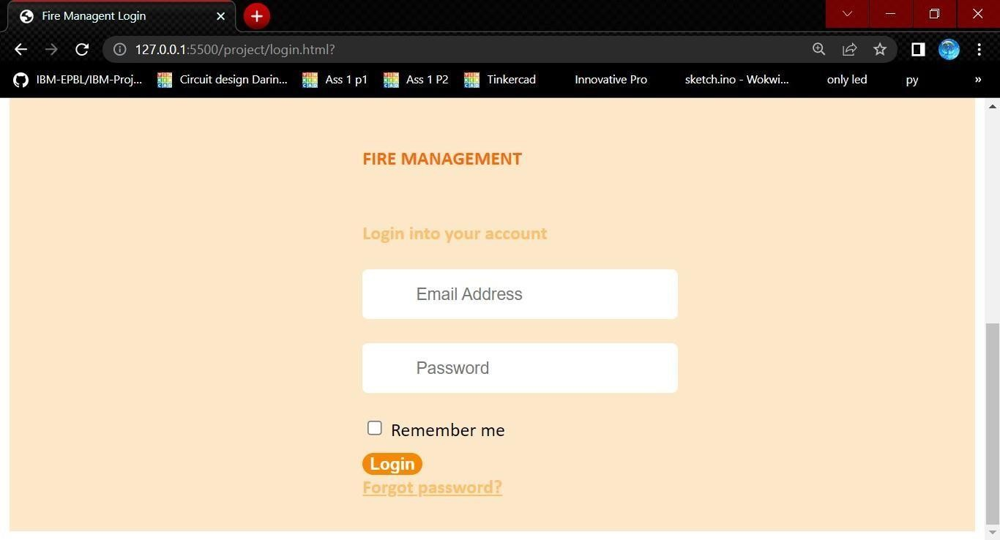 Fire Managent Login
127.0.0.1:5500/project/login.html?
IBM-EPBL/IBM-Proj... Circuit design Darin... Ass 1 p1 Ass 1 P2 Tinkercad Innovative Pro sketch.ino - Wokwi... only led py »
FIRE MANAGEMENT
Login into your account
Email Address
Password
Remember me
Login
Forgot password?